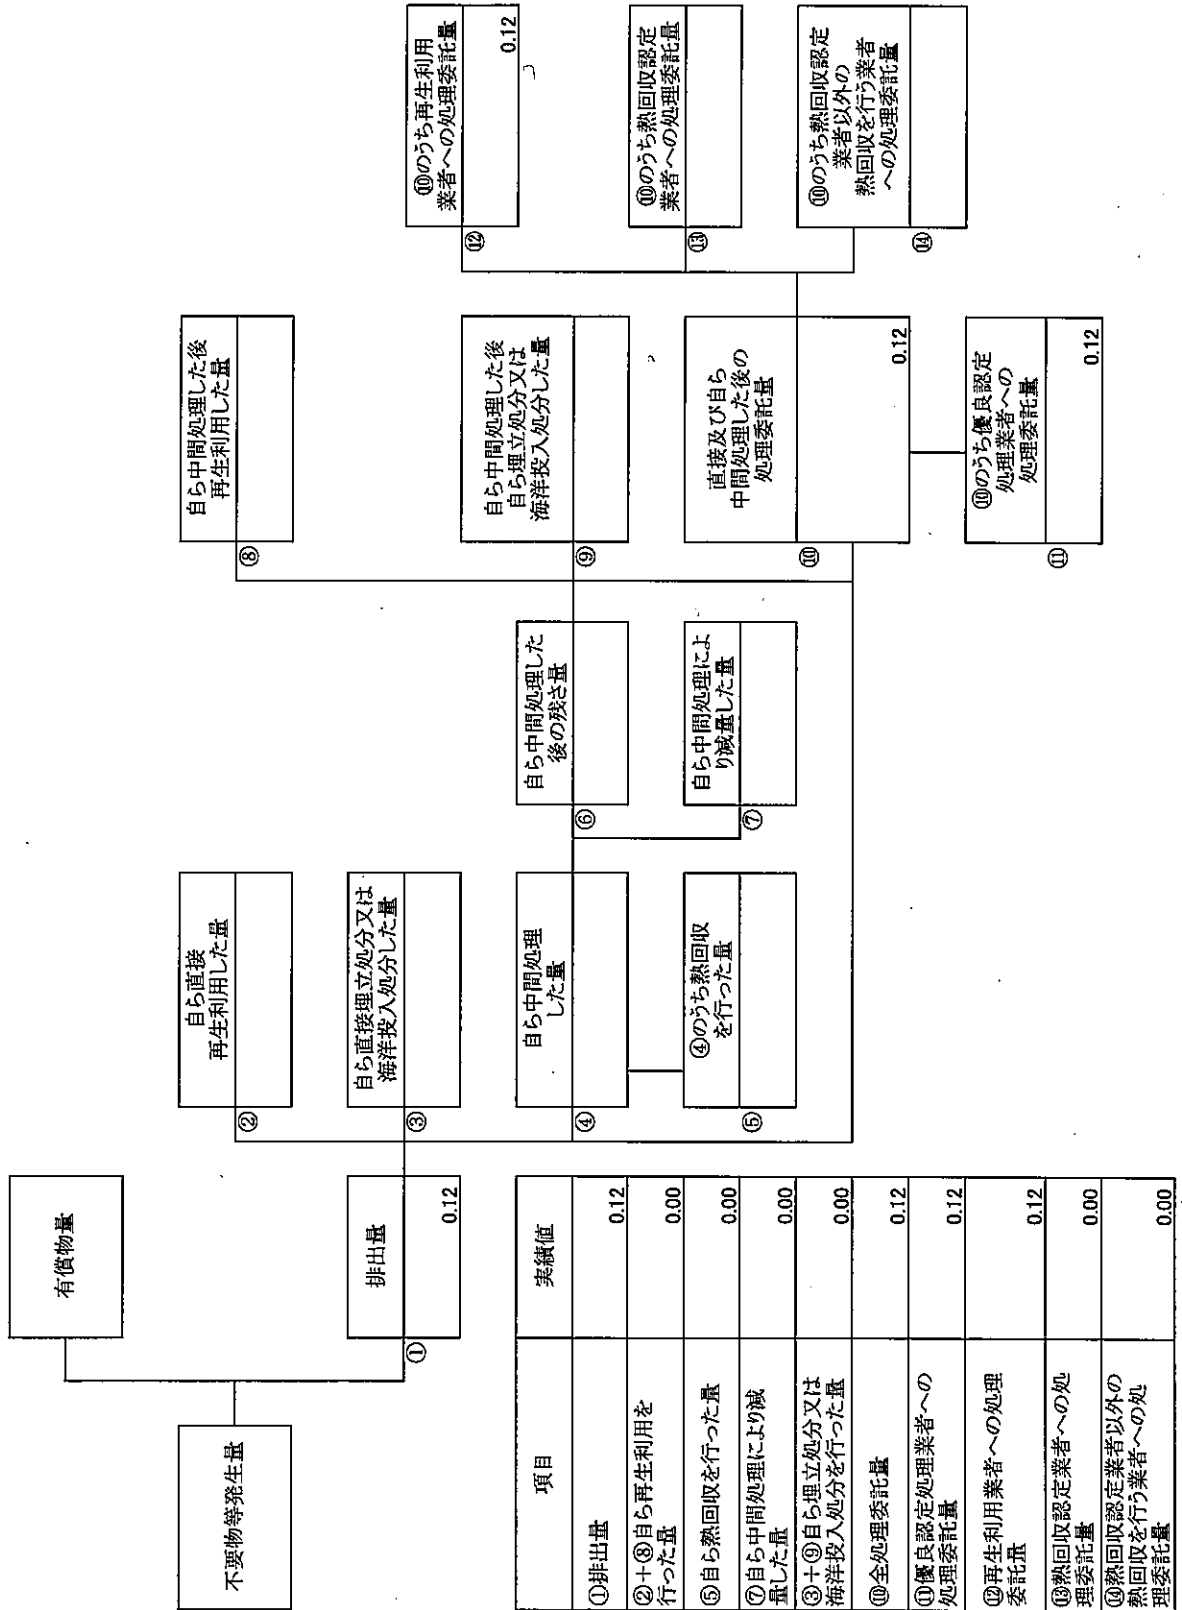 不要物等発生量
有償物量
排出量
①
0.12
自ら直接
再生利用した量
②
自ら直接埋立処分又は
海洋投入処分した量
③
自ら中間処理
した量
④
④のうち熱回収
を行った量
⑤
自ら中間処理した
後の残さ量
⑥
自ら中間処理によ
り減量した量
⑦
自ら中間処理した後
再生利用した量
⑧
自ら中間処理した後
自ら埋立処分又は
海洋投入処分した量
⑨
直接及び自ら
中間処理した後の
処理委託量
⑩
0.12
⑩のうち優良認定
処理業者への
処理委託量
⑪
0.12
⑩のうち再生利用
業者への処理委託量
⑫
0.12
⑩のうち熱回収認定
業者への処理委託量
⑬
⑩のうち熱回収認定
業者以外の
熱回収を行う業者
への処理委託量
⑭
項目 実績値
①排出量 0.12
②+⑧自ら再生利用を
行った量 0.00
⑤自ら熱回収を行った量 0.00
⑦自ら中間処理により減
量した量 0.00
③+⑨自ら埋立処分又は
海洋投入処分を行った量 0.00
⑩全処理委託量 0.12
⑪優良認定処理業者への
処理委託量 0.12
⑫再生利用業者への処理
委託量 0.12
⑬熱回収認定業者への処
理委託量 0.00
⑭熱回収認定業者以外の
熱回収を行う業者への処
理委託量 0.00